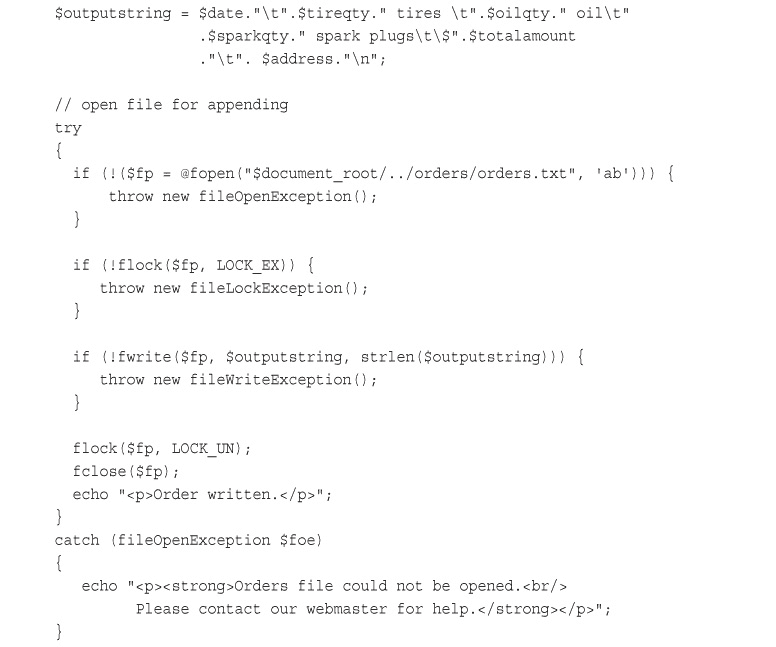 $outputstring = $date."\t".$tireqty." tires \t".$oilqty." oil\t"
.$sparkqty." spark plugs\t\$".$totalamount
."\t". $address."\n";
// open file for appending
try
{
if (!($fp = @fopen("$document_root/../orders/orders.txt", 'ab'))) {
throw new fileOpenException();
}
if (!flock($fp, LOCK_EX)) {
throw new fileLockException();
}
if (!fwrite($fp, $outputstring, strlen($outputstring))) {
throw new fileWriteException();
}
flock($fp, LOCK_UN);
fclose($fp);
echo "<p>Order written.</p>";
}
catch (fileOpenException $foe)
{
echo "<p><strong>Orders file could not be opened.<br/>
Please contact our webmaster for help.</strong></p>";
}